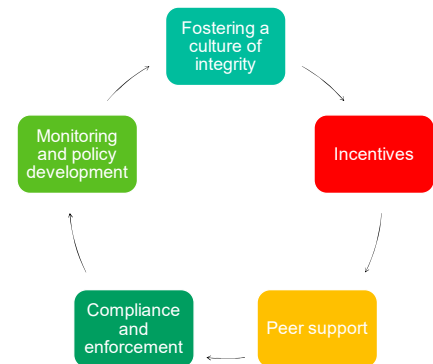 Fostering a
culture of
integrity
Incentives
Peer support
Compliance
and
enforcement
Monitoring
and policy
development